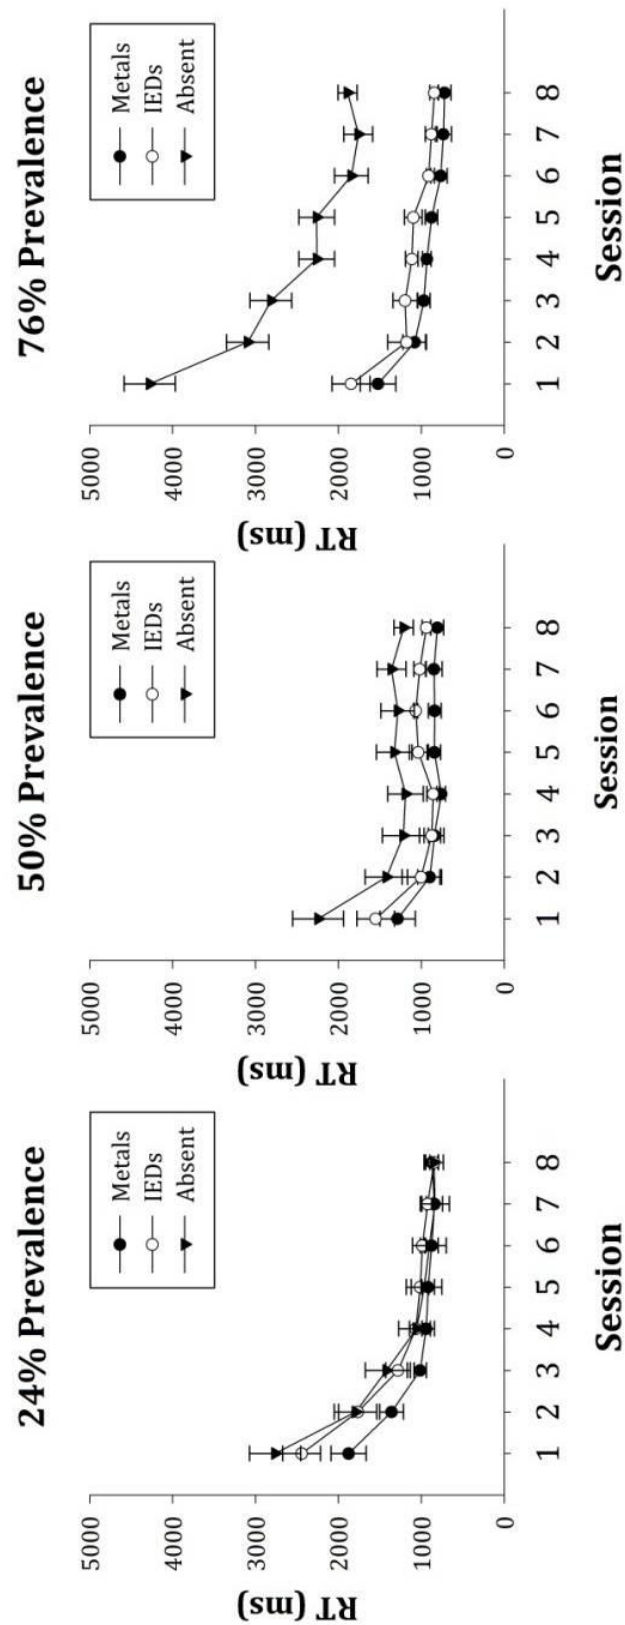 24% Prevalence
Metals
IEDs
Absent
5000
4000
3000
2000
1000
0
RT (ms)
1 2 3 4 5 6 7 8
Session
50% Prevalence
Metals
IEDs
Absent
5000
4000
3000
2000
1000
0
RT (ms)
1 2 3 4 5 6 7 8
Session
76% Prevalence
Metals
IEDs
Absent
5000
4000
3000
2000
1000
0
RT (ms)
1 2 3 4 5 6 7 8
Session